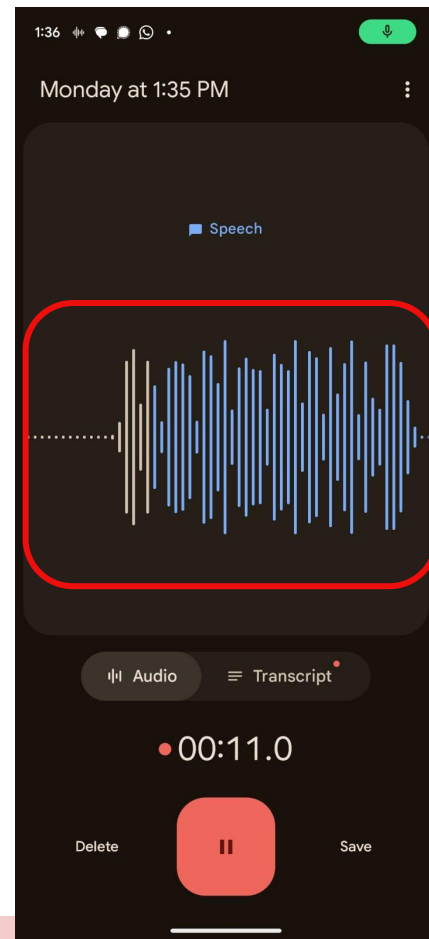 1:36
Monday at 1:35 PM
Speech
Audio
Transcript
00:11.0
Delete
Save